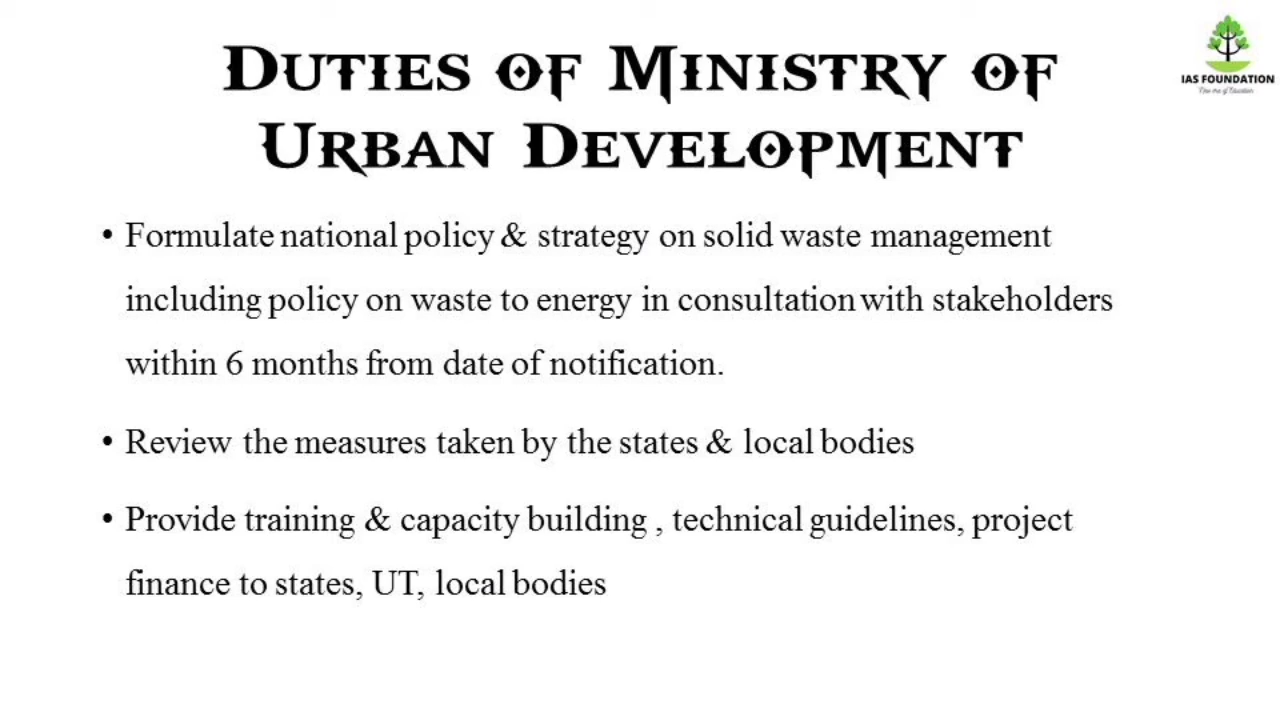 DUTIES OF MINISTRY OF
URBAN DEVELOPMENT
IAS FOUNDATION
• Formulate national policy & strategy on solid waste management
including policy on waste to energy in consultation with stakeholders
within 6 months from date of notification.
• Review the measures taken by the states & local bodies
• Provide training & capacity building , technical guidelines, project
finance to states, UT, local bodies